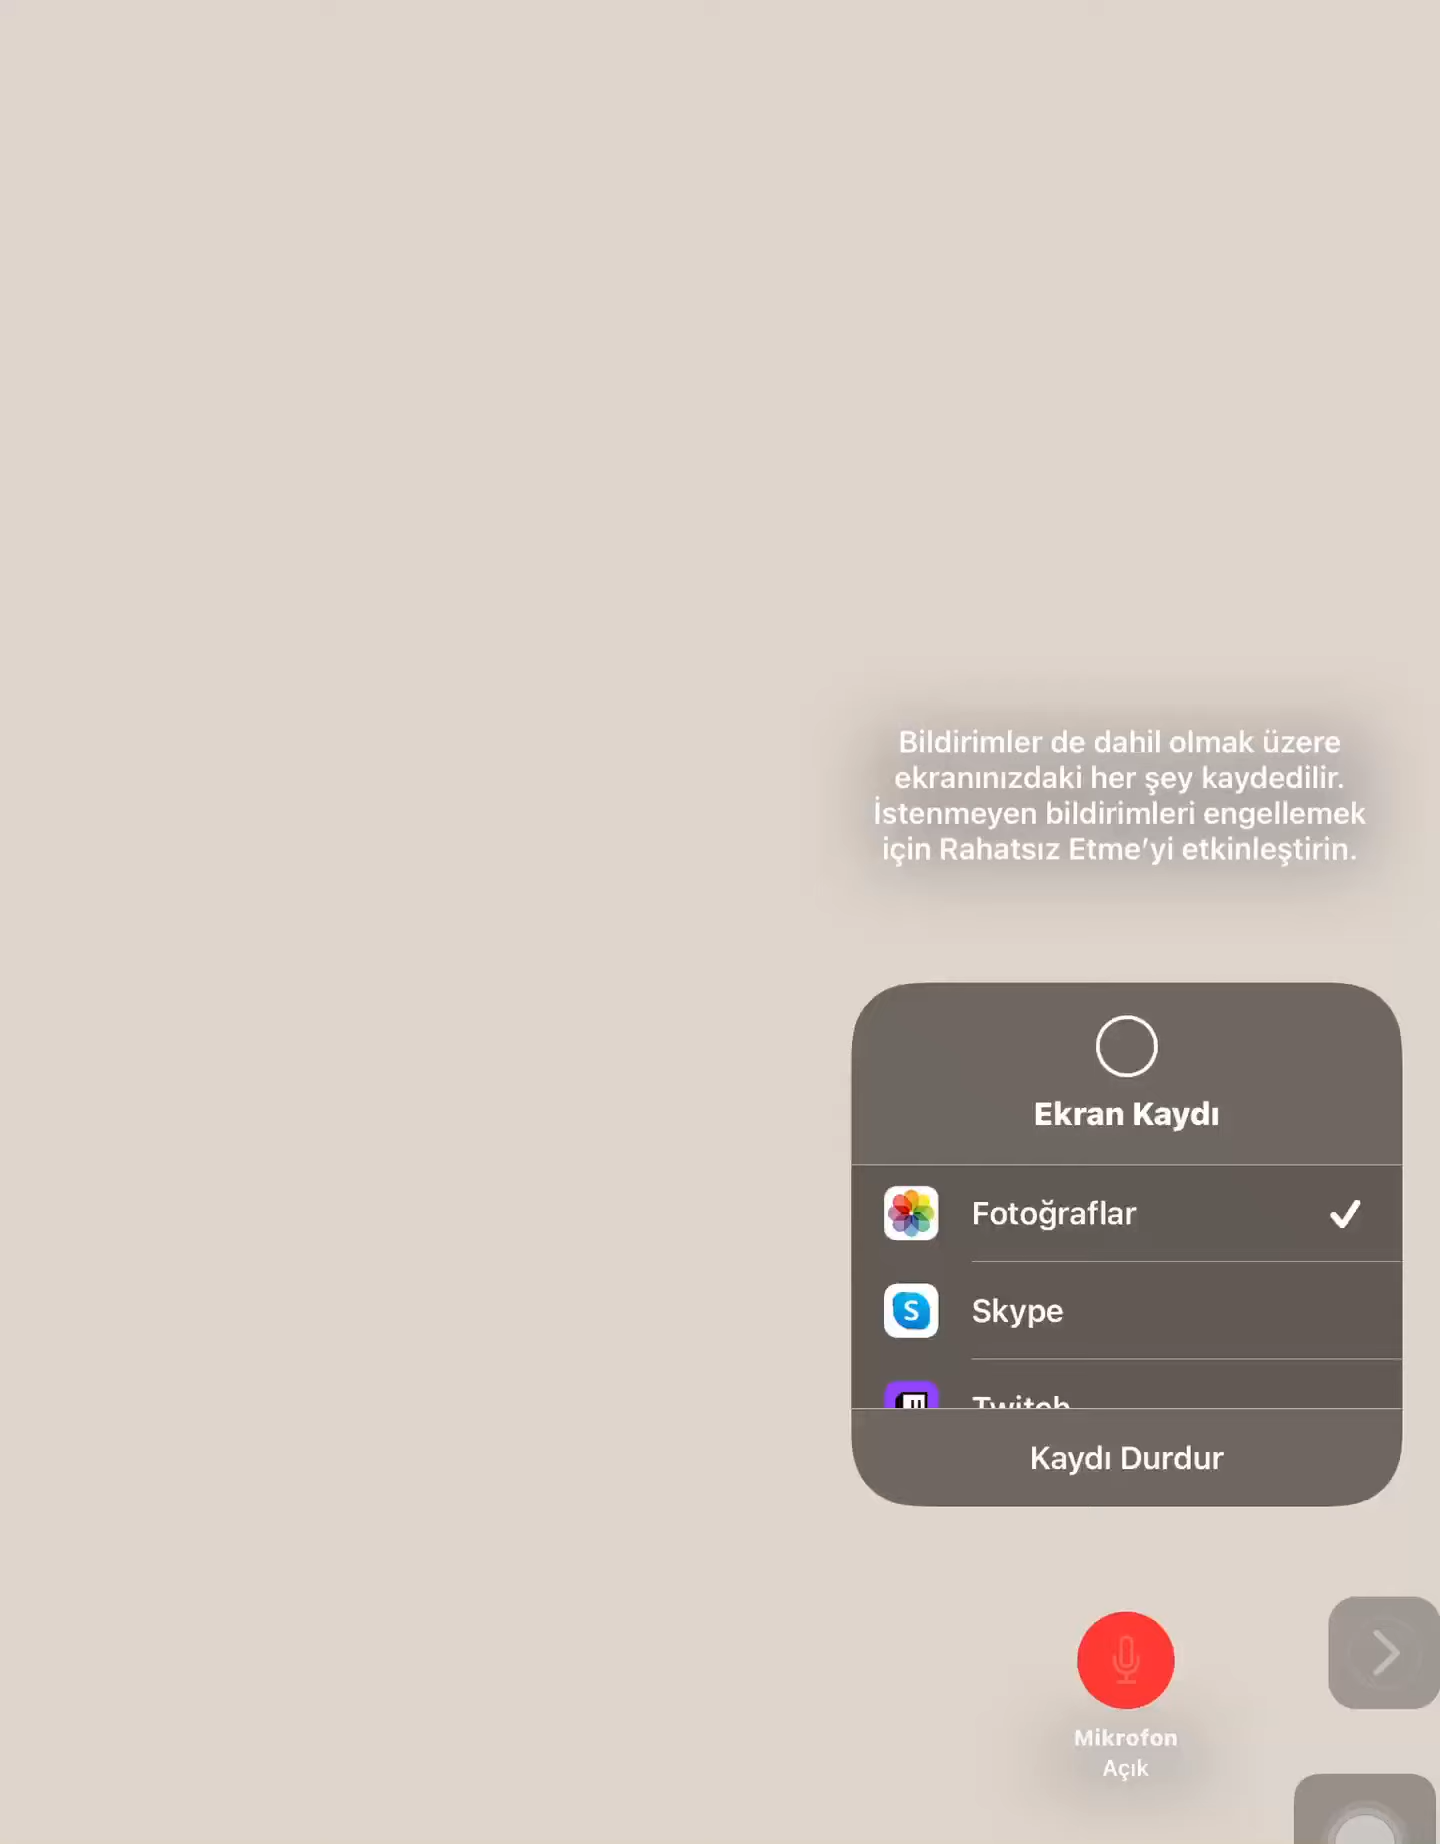 Bildirimler de dahil olmak üzere
ekranınızdaki her şey kaydedilir.
İstenmeyen bildirimleri engellemek
için Rahatsız Etme’yi etkinleştirin.
Ekran Kaydı
Fotoğraflar
Skype
Twitch
Kaydı Durdur
Mikrofon
Açık